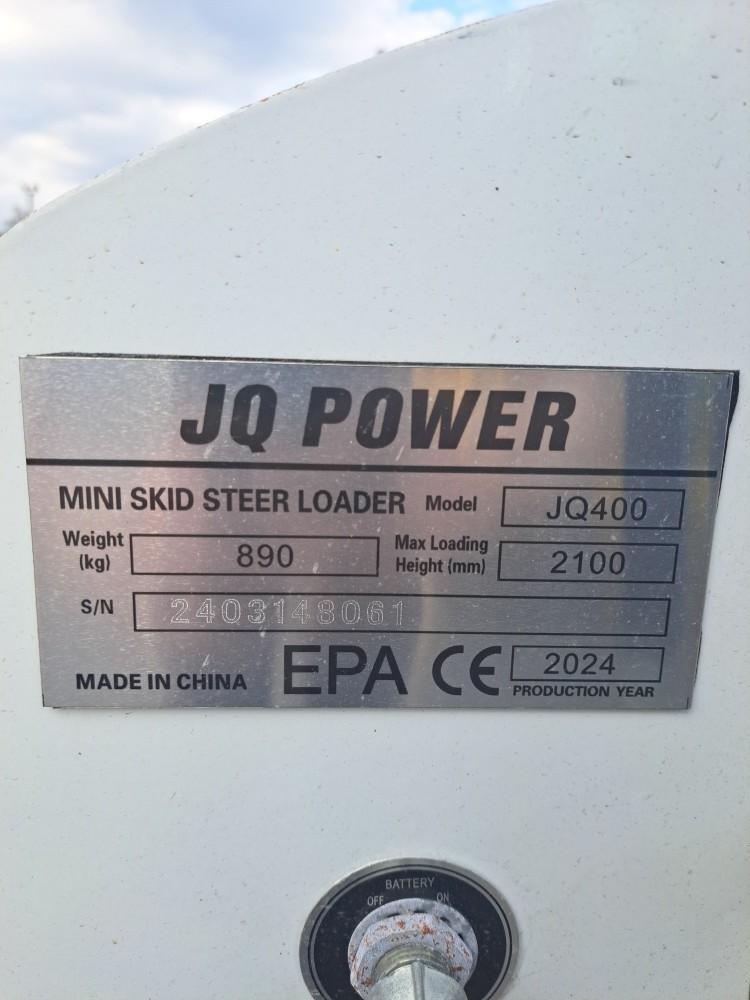 JQ POWER
MINI SKID STEER LOADER Model JQ400
Weight (kg) 890 Max Loading Height (mm) 2100
S/N 2403148061
MADE IN CHINA EPA CE 2024
PRODUCTION YEAR
BATTERY
OFF ON